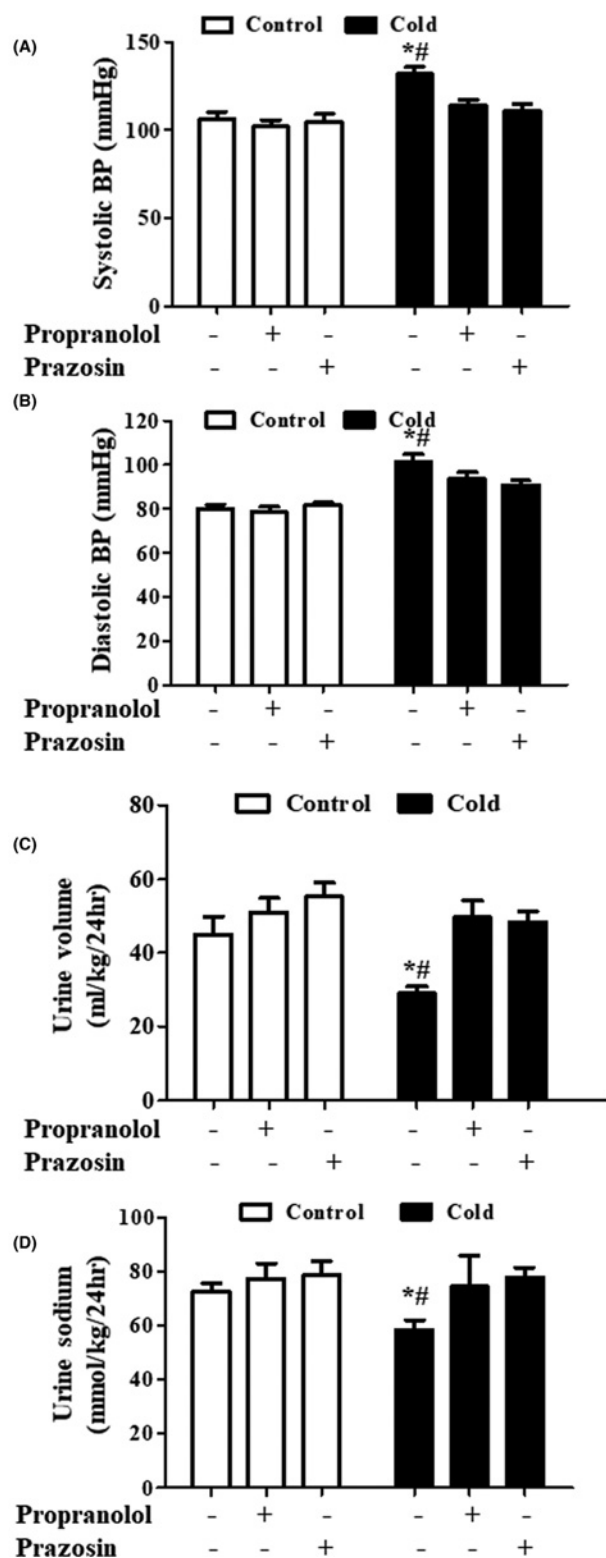 Control Cold
(A)
Systolic BP (mmHg)
150
100
50
0
*#
Propranolol - + - - + -
Prazosin - - + - - +
(B)
Control Cold
Diastolic BP (mmHg)
120
100
80
60
40
20
0
*#
Propranolol - + - - + -
Prazosin - - + - - +
(C)
Control Cold
Urine volume
(ml/kg/24hr)
80
60
40
20
0
*#
Propranolol - + - - + -
Prazosin - - + - - +
(D)
Control Cold
Urine sodium
(mmol/kg/24hr)
100
80
60
40
20
0
*#
Propranolol - + - - + -
Prazosin - - + - - +